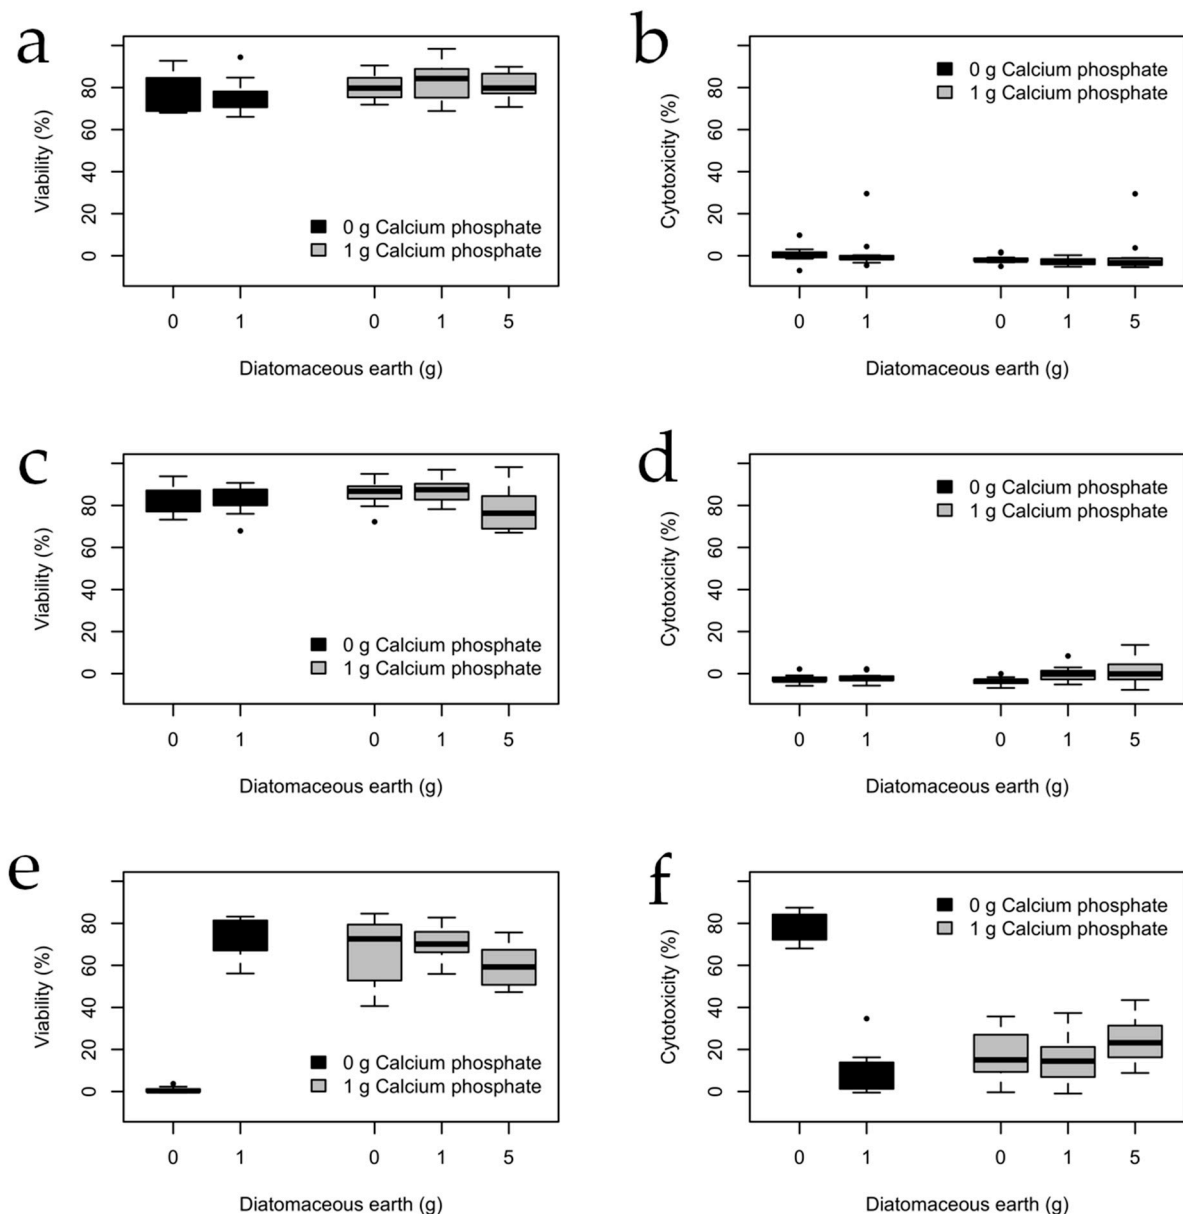 a
Viability (%)
80
60
40
20
0
0 g Calcium phosphate
1 g Calcium phosphate
0 1 0 1 5
Diatomaceous earth (g)
b
Cytotoxicity (%)
80
60
40
20
0
0 g Calcium phosphate
1 g Calcium phosphate
0 1 0 1 5
Diatomaceous earth (g)
c
Viability (%)
80
60
40
20
0
0 g Calcium phosphate
1 g Calcium phosphate
0 1 0 1 5
Diatomaceous earth (g)
d
Cytotoxicity (%)
80
60
40
20
0
0 g Calcium phosphate
1 g Calcium phosphate
0 1 0 1 5
Diatomaceous earth (g)
e
Viability (%)
80
60
40
20
0
0 g Calcium phosphate
1 g Calcium phosphate
0 1 0 1 5
Diatomaceous earth (g)
f
Cytotoxicity (%)
80
60
40
20
0
0 g Calcium phosphate
1 g Calcium phosphate
0 1 0 1 5
Diatomaceous earth (g)